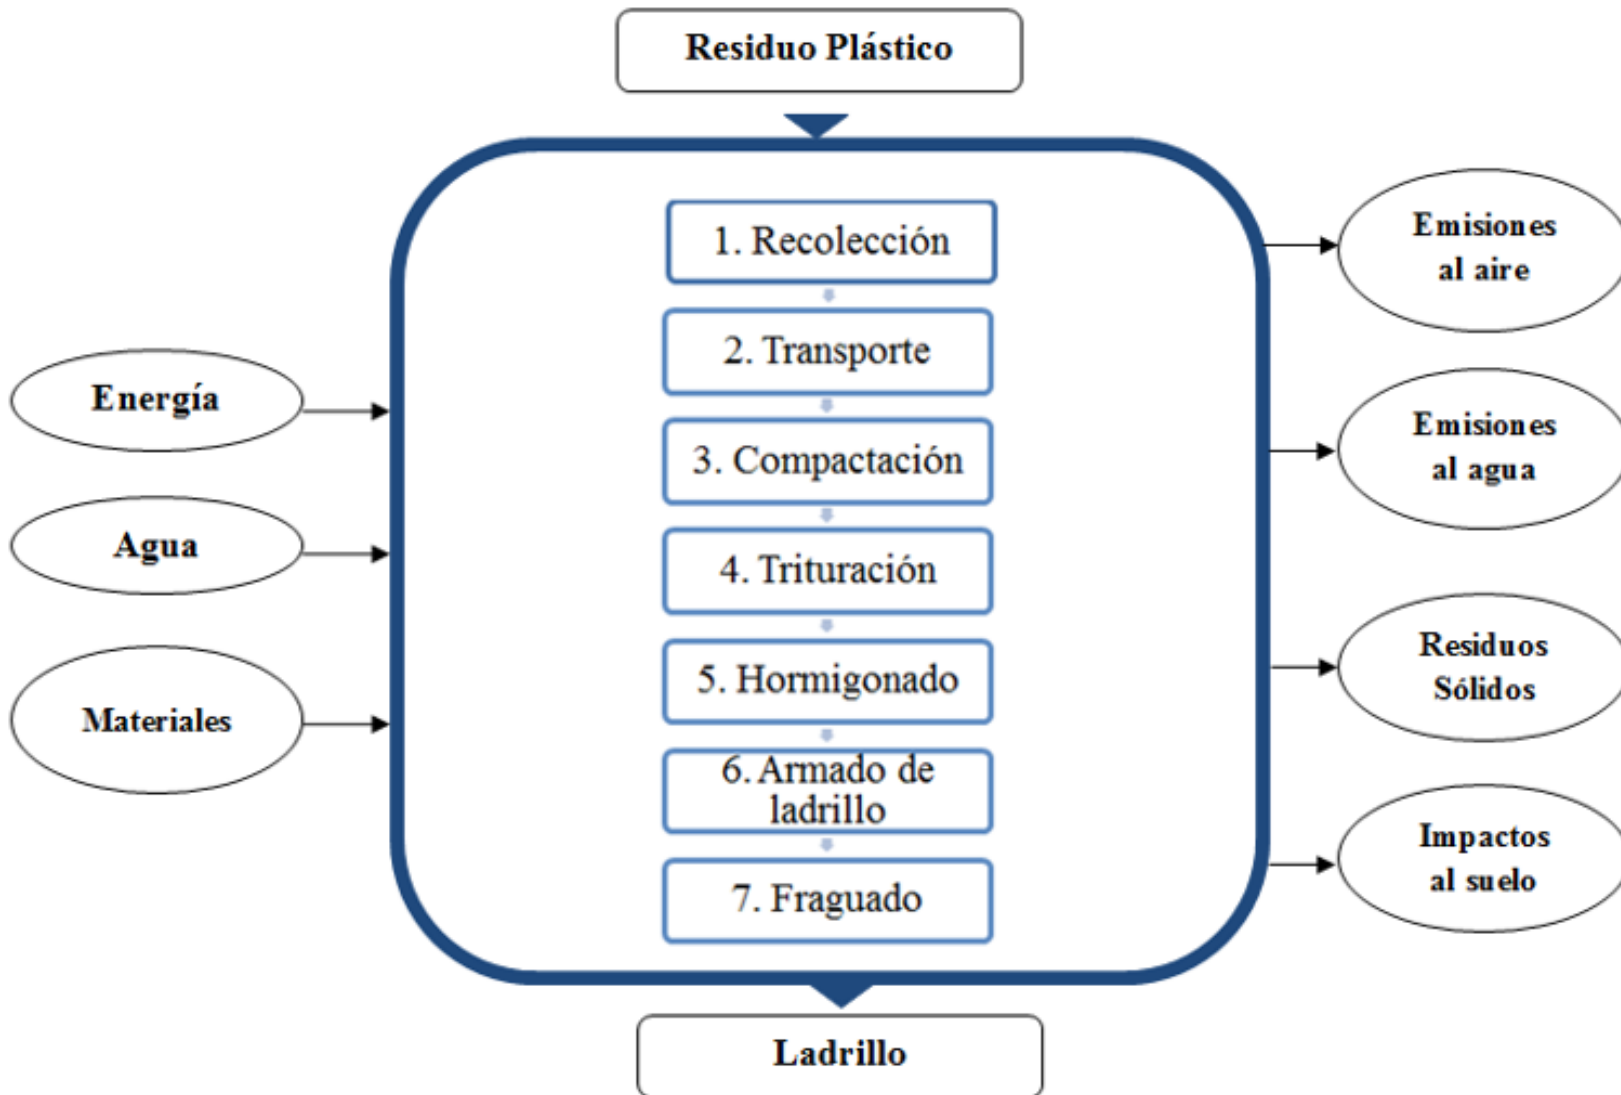 Residuo Plástico
1. Recolección
2. Transporte
3. Compactación
4. Trituración
5. Hormigonado
6. Armado de
ladrillo
7. Fraguado
Energía
Agua
Materiales
Emisiones
al aire
Emisiones
al agua
Residuos
Sólidos
Impactos
al suelo
Ladrillo